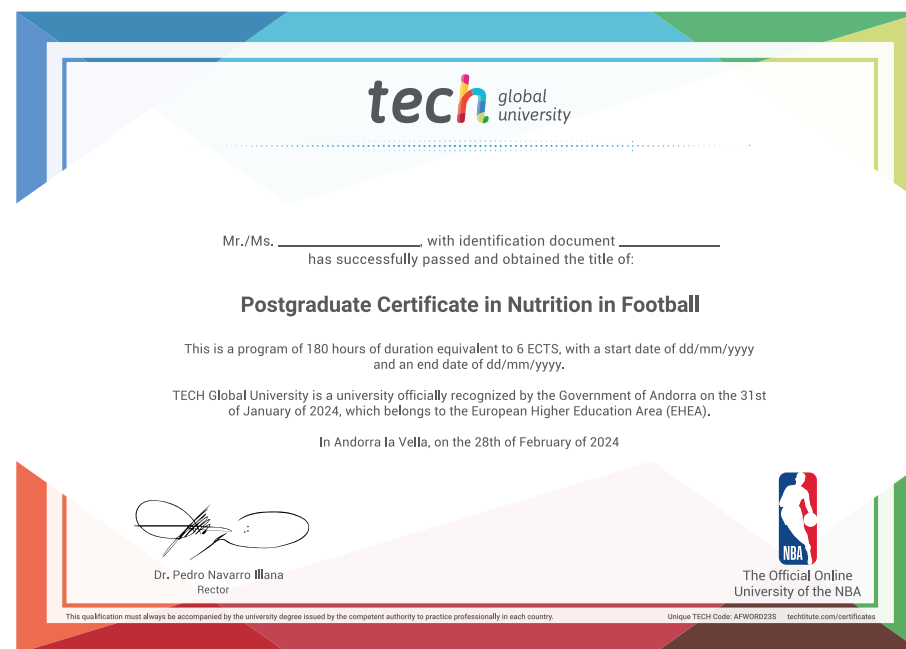 tech global
university
Mr./Ms. ____________________, with identification document ______________
has successfully passed and obtained the title of:
Postgraduate Certificate in Nutrition in Football
This is a program of 180 hours of duration equivalent to 6 ECTS, with a start date of dd/mm/yyyy
and an end date of dd/mm/yyyy.
TECH Global University is a university officially recognized by the Government of Andorra on the 31st
of January of 2024, which belongs to the European Higher Education Area (EHEA).
In Andorra la Vella, on the 28th of February of 2024
NBA
Dr. Pedro Navarro Illana
Rector
The Official Online
University of the NBA
This qualification must always be accompanied by the university degree issued by the competent authority to practice professionally in each country.
Unique TECH Code: AFWORD23S techtitute.com/certificates